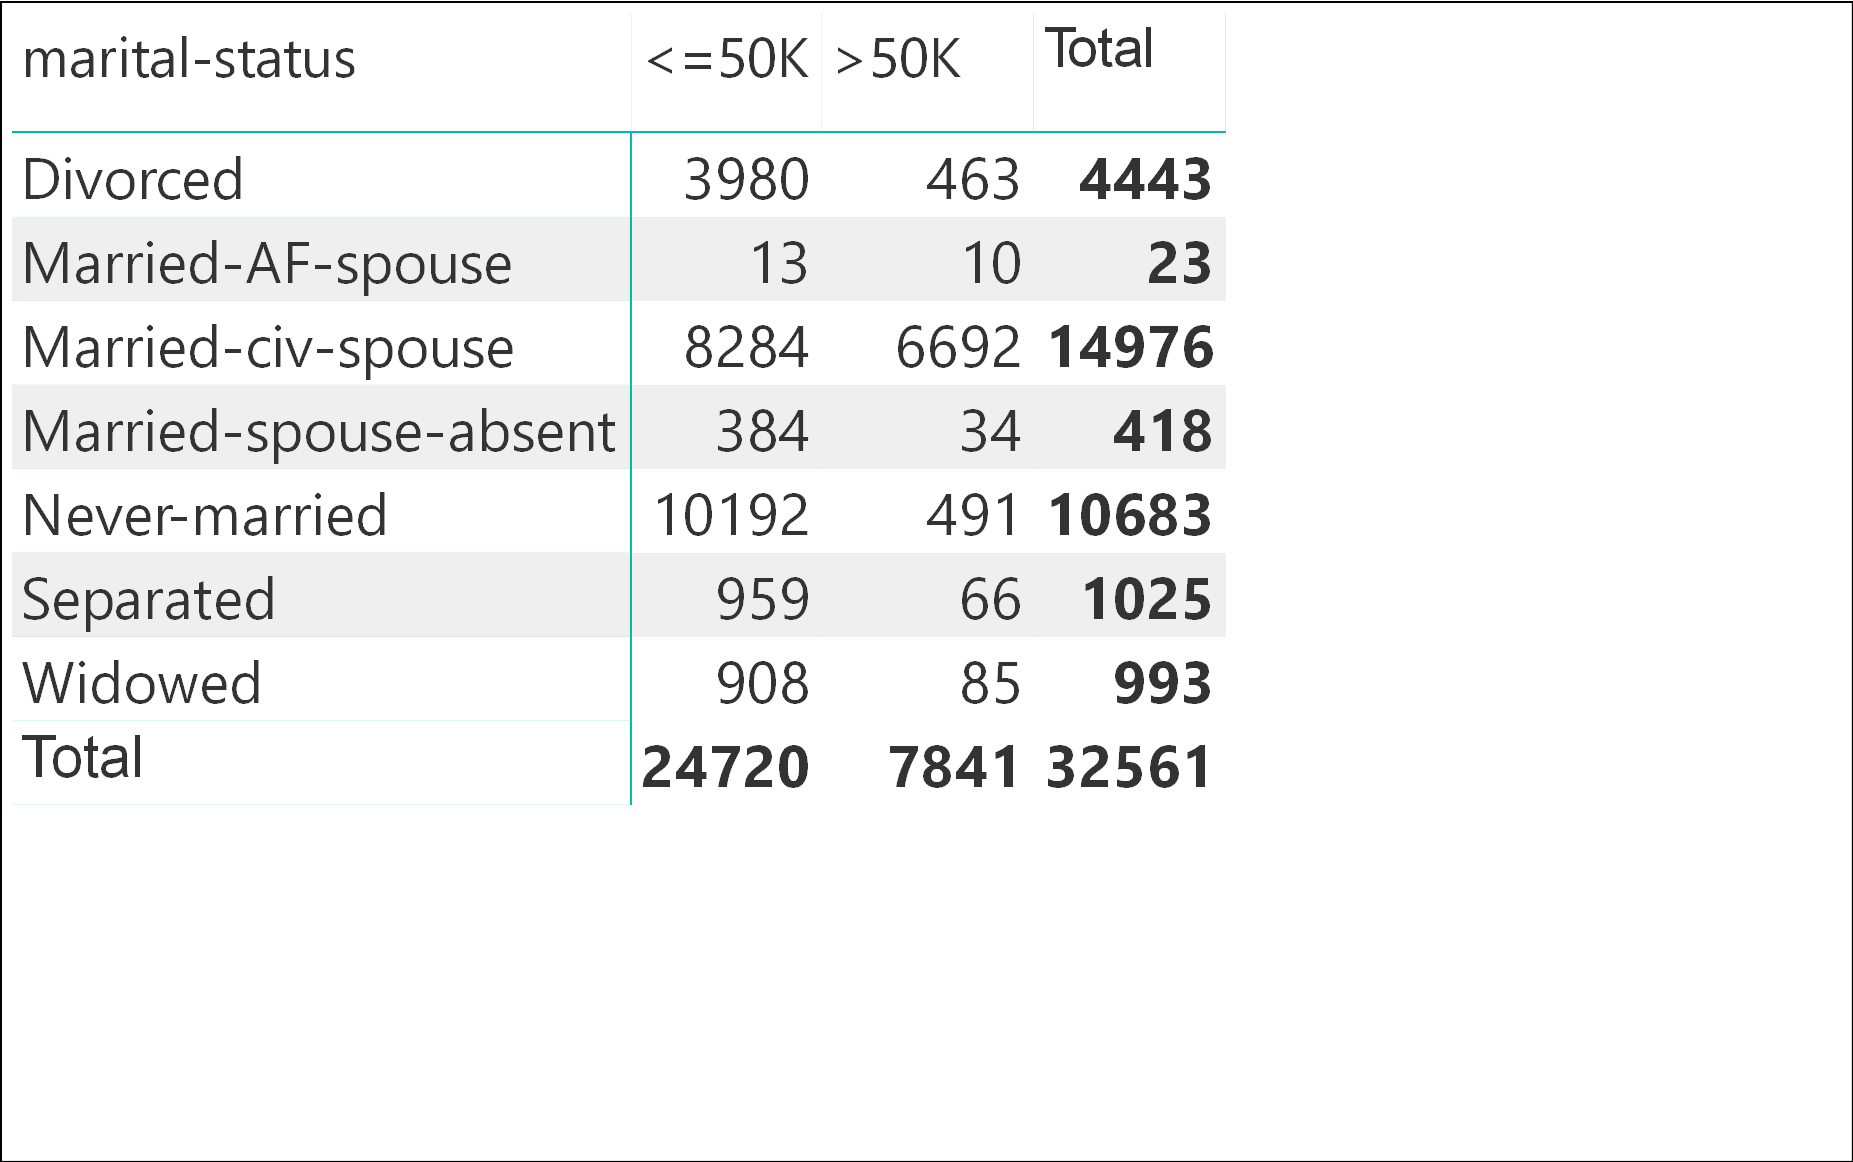 marital-status <=50K >50K Total
Divorced 3980 463 4443
Married-AF-spouse 13 10 23
Married-civ-spouse 8284 6692 14976
Married-spouse-absent 384 34 418
Never-married 10192 491 10683
Separated 959 66 1025
Widowed 908 85 993
Total 24720 7841 32561